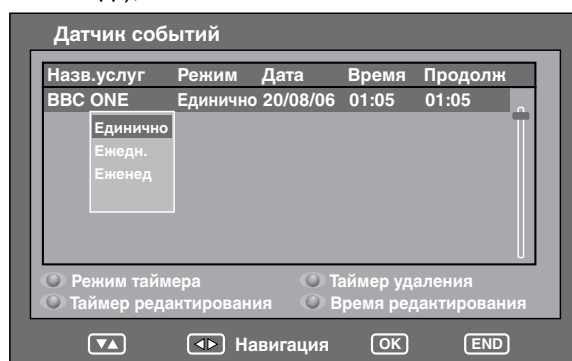 Датчик событий
Назв.услуг Режим Дата Время Продолж
BBC ONE Единично 20/08/06 01:05 01:05
Единично
Ежедн.
Еженед
Режим таймера Таймер удаления
Таймер редактирования Время редактирования
▼▲ ◀▶ Навигация OK END